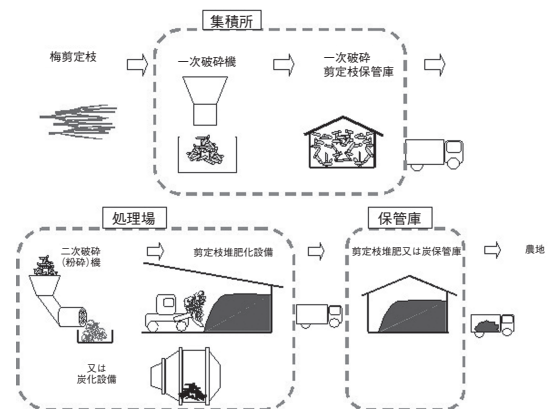 集積所
梅剪定枝
一次破砕機
一次破砕
剪定枝保管庫
処理場
保管庫
二次破砕
(粉砕)機
剪定枝堆肥化設備
剪定枝堆肥又は炭保管庫
農地
又は
炭化設備